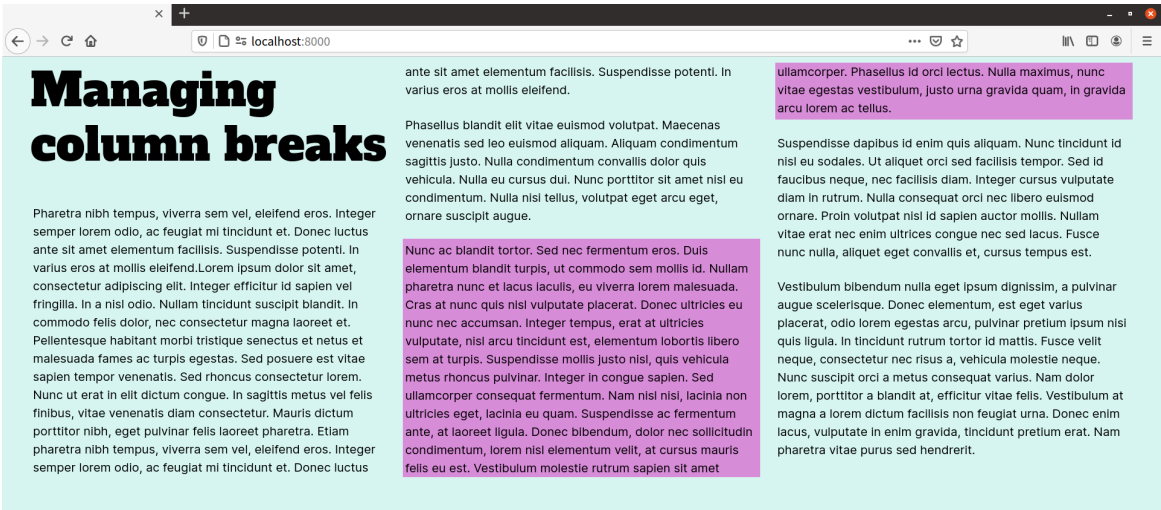 localhost:8000
Managing
column breaks
Pharetra nibh tempus, viverra sem vel, eleifend eros. Integer
semper lorem odio, ac feugiat mi tincidunt et. Donec luctus
ante sit amet elementum facilisis. Suspendisse potenti. In
varius eros at mollis eleifend.Lorem ipsum dolor sit amet,
consectetur adipiscing elit. Integer efficitur id sapien vel
fringilla. In a nisl odio. Nullam tincidunt suscipit blandit. In
commodo felis dolor, nec consectetur magna laoreet et.
Pellentesque habitant morbi tristique senectus et netus et
malesuada fames ac turpis egestas. Sed posuere est vitae
sapien tempor venenatis. Sed rhoncus consectetur lorem.
Nunc ut erat in elit dictum congue. In sagittis metus vel felis
finibus, vitae venenatis diam consectetur. Mauris dictum
porttitor nibh, eget pulvinar felis laoreet pharetra. Etiam
pharetra nibh tempus, viverra sem vel, eleifend eros. Integer
semper lorem odio, ac feugiat mi tincidunt et. Donec luctus
ante sit amet elementum facilisis. Suspendisse potenti. In
varius eros at mollis eleifend.
Phasellus blandit elit vitae euismod volutpat. Maecenas
venenatis sed leo euismod aliquam. Aliquam condimentum
sagittis justo. Nulla condimentum convallis dolor quis
vehicula. Nulla eu cursus dui. Nunc porttitor sit amet nisl eu
condimentum. Nulla nisi tellus, volutpat eget arcu eget,
ornare suscipit augue.
Nunc ac blandit tortor. Sed nec fermentum eros. Duis
elementum blandit turpis, ut commodo sem mollis id. Nullam
pharetra nunc et lacus iaculis, eu viverra lorem malesuada.
Cras at nunc quis nisl vulputate placerat. Donec ultricies eu
nunc nec accumsan. Integer tempus, erat at ultricies
vulputate, nisl arcu tincidunt est, elementum lobortis libero
sem at turpis. Suspendisse mollis justo nisl, quis vehicula
metus rhoncus pulvinar. Integer in congue sapien. Sed
ullamcorper consequat fermentum. Nam nisl nisi, lacinia non
ultricies eget, lacinia eu quam. Suspendisse ac fermentum
ante, at laoreet ligula. Donec bibendum, dolor nec sollicitudin
condimentum, lorem nisl elementum velit, at cursus mauris
felis eu est. Vestibulum molestie rutrum sapien sit amet
ullamcorper. Phasellus id orci lectus. Nulla maximus, nunc
vitae egestas vestibulum, justo urna gravida quam, in gravida
arcu lorem ac tellus.
Suspendisse dapibus id enim quis aliquam. Nunc tincidunt id
nisl eu sodales. Ut aliquet orci sed facilisis tempor. Sed id
faucibus neque, nec facilisis diam. Integer cursus vulputate
diam in rutrum. Nulla consequat orci nec libero euismod
ornare. Proin volutpat nisl id sapien auctor mollis. Nullam
vitae erat nec enim ultrices congue nec sed lacus. Fusce
nunc nulla, aliquet eget convallis et, cursus tempus est.
Vestibulum bibendum nulla eget ipsum dignissim, a pulvinar
augue scelerisque. Donec elementum, est eget varius
placerat, odio lorem egestas arcu, pulvinar pretium ipsum nisi
quis ligula. In tincidunt rutrum tortor id mattis. Fusce velit
neque, consectetur nec risus a, vehicula molestie neque.
Nunc suscipit orci a metus consequat varius. Nam dolor
lorem, porttitor a blandit at, efficitur vitae felis. Vestibulum at
magna a lorem dictum facilisis non feugiat urna. Donec enim
lacus, vulputate in enim gravida, tincidunt pretium erat. Nam
pharetra vitae purus sed hendrerit.